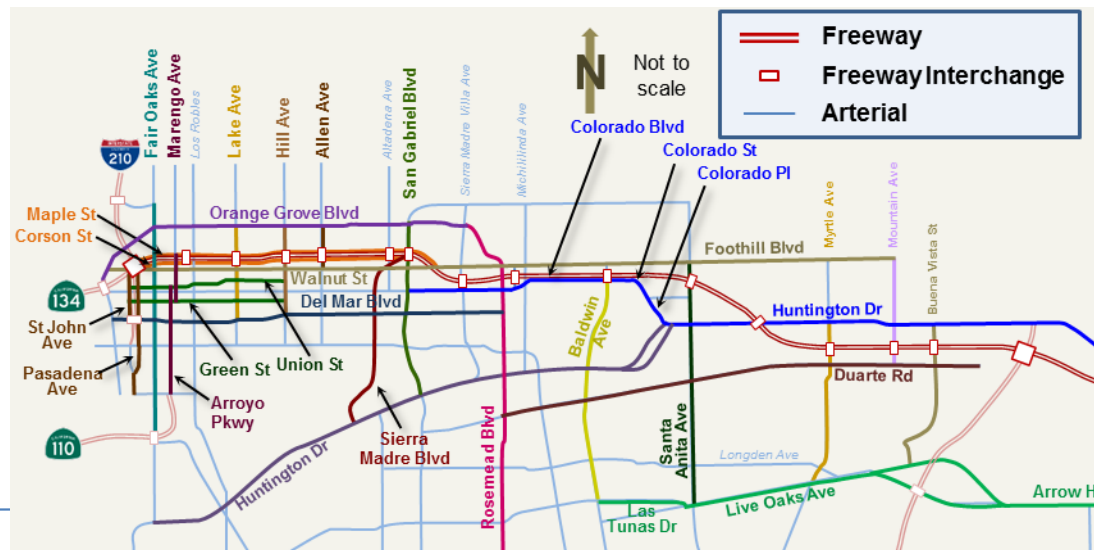 Freeway
Freeway Interchange
Arterial
N
Not to
scale
INTERSTATE
210
Fair Oaks Ave
Marengo Ave
Los Robles
Lake Ave
Hill Ave
Allen Ave
Altadena Ave
San Gabriel Blvd
Sierra Madre Villa Ave
Michillinda Ave
Colorado Blvd
Colorado St
Colorado Pl
Maple St
Corson St
Orange Grove Blvd
Foothill Blvd
Myrtle Ave
Mountain Ave
Buena Vista St
Walnut St
134
Del Mar Blvd
St John
Ave
Pasadena
Ave
Green St
Union St
Baldwin
Ave
Huntington Dr
Duarte Rd
Arroyo
Pkwy
110
Sierra
Madre Blvd
Huntington Dr
Rosemead Blvd
Santa
Anita Ave
Longden Ave
Live Oaks Ave
Las
Tunas Dr
Arrow H